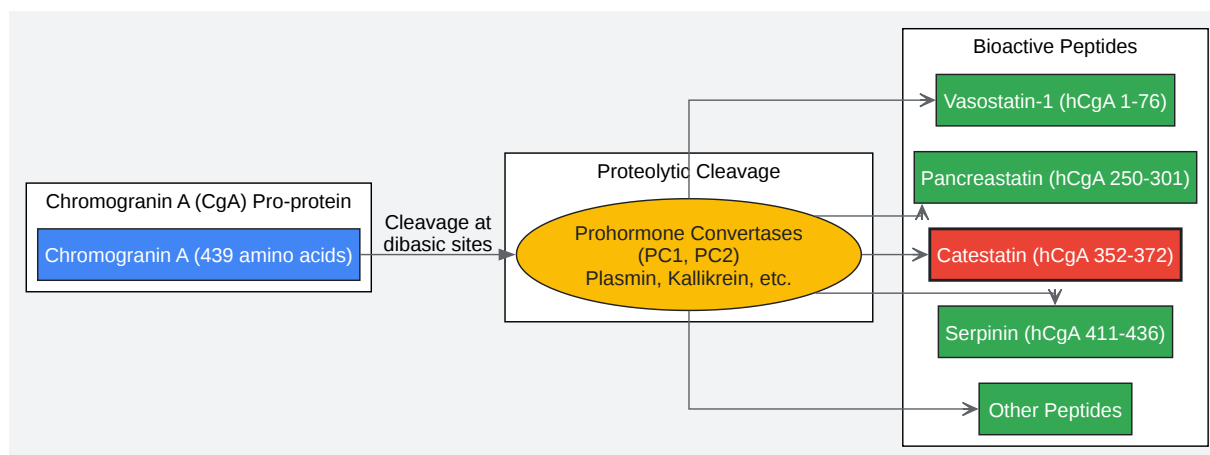 Chromogranin A (CgA) Pro-protein
Chromogranin A (439 amino acids)
Cleavage at
dibasic sites
Proteolytic Cleavage
Prohormone Convertases
(PC1, PC2)
Plasmin, Kallikrein, etc.
Bioactive Peptides
Vasostatin-1 (hCgA 1-76)
Pancreastatin (hCgA 250-301)
Catestatin (hCgA 352-372)
Serpinin (hCgA 411-436)
Other Peptides